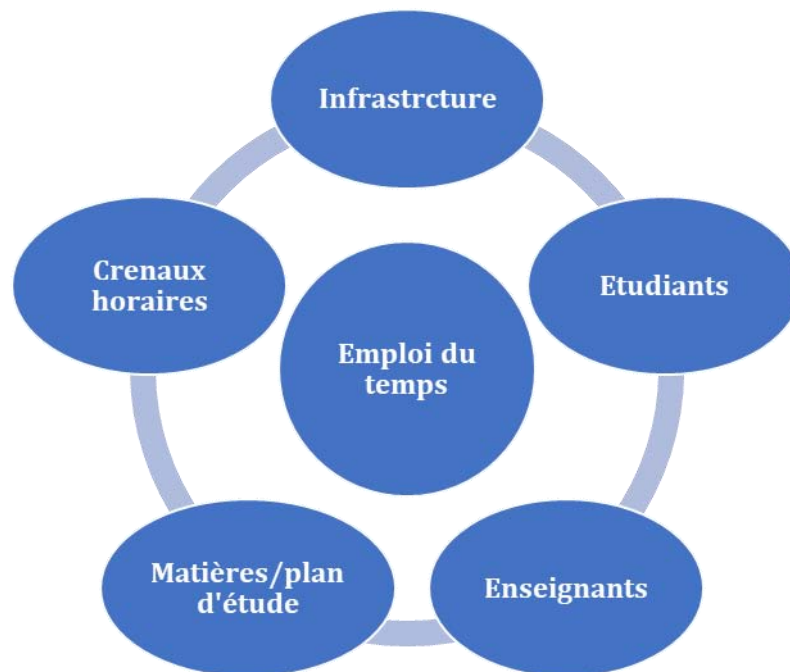 Infrastrcture
Crenaux
horaires
Etudiants
Emploi du
temps
Matières/plan
d'étude
Enseignants